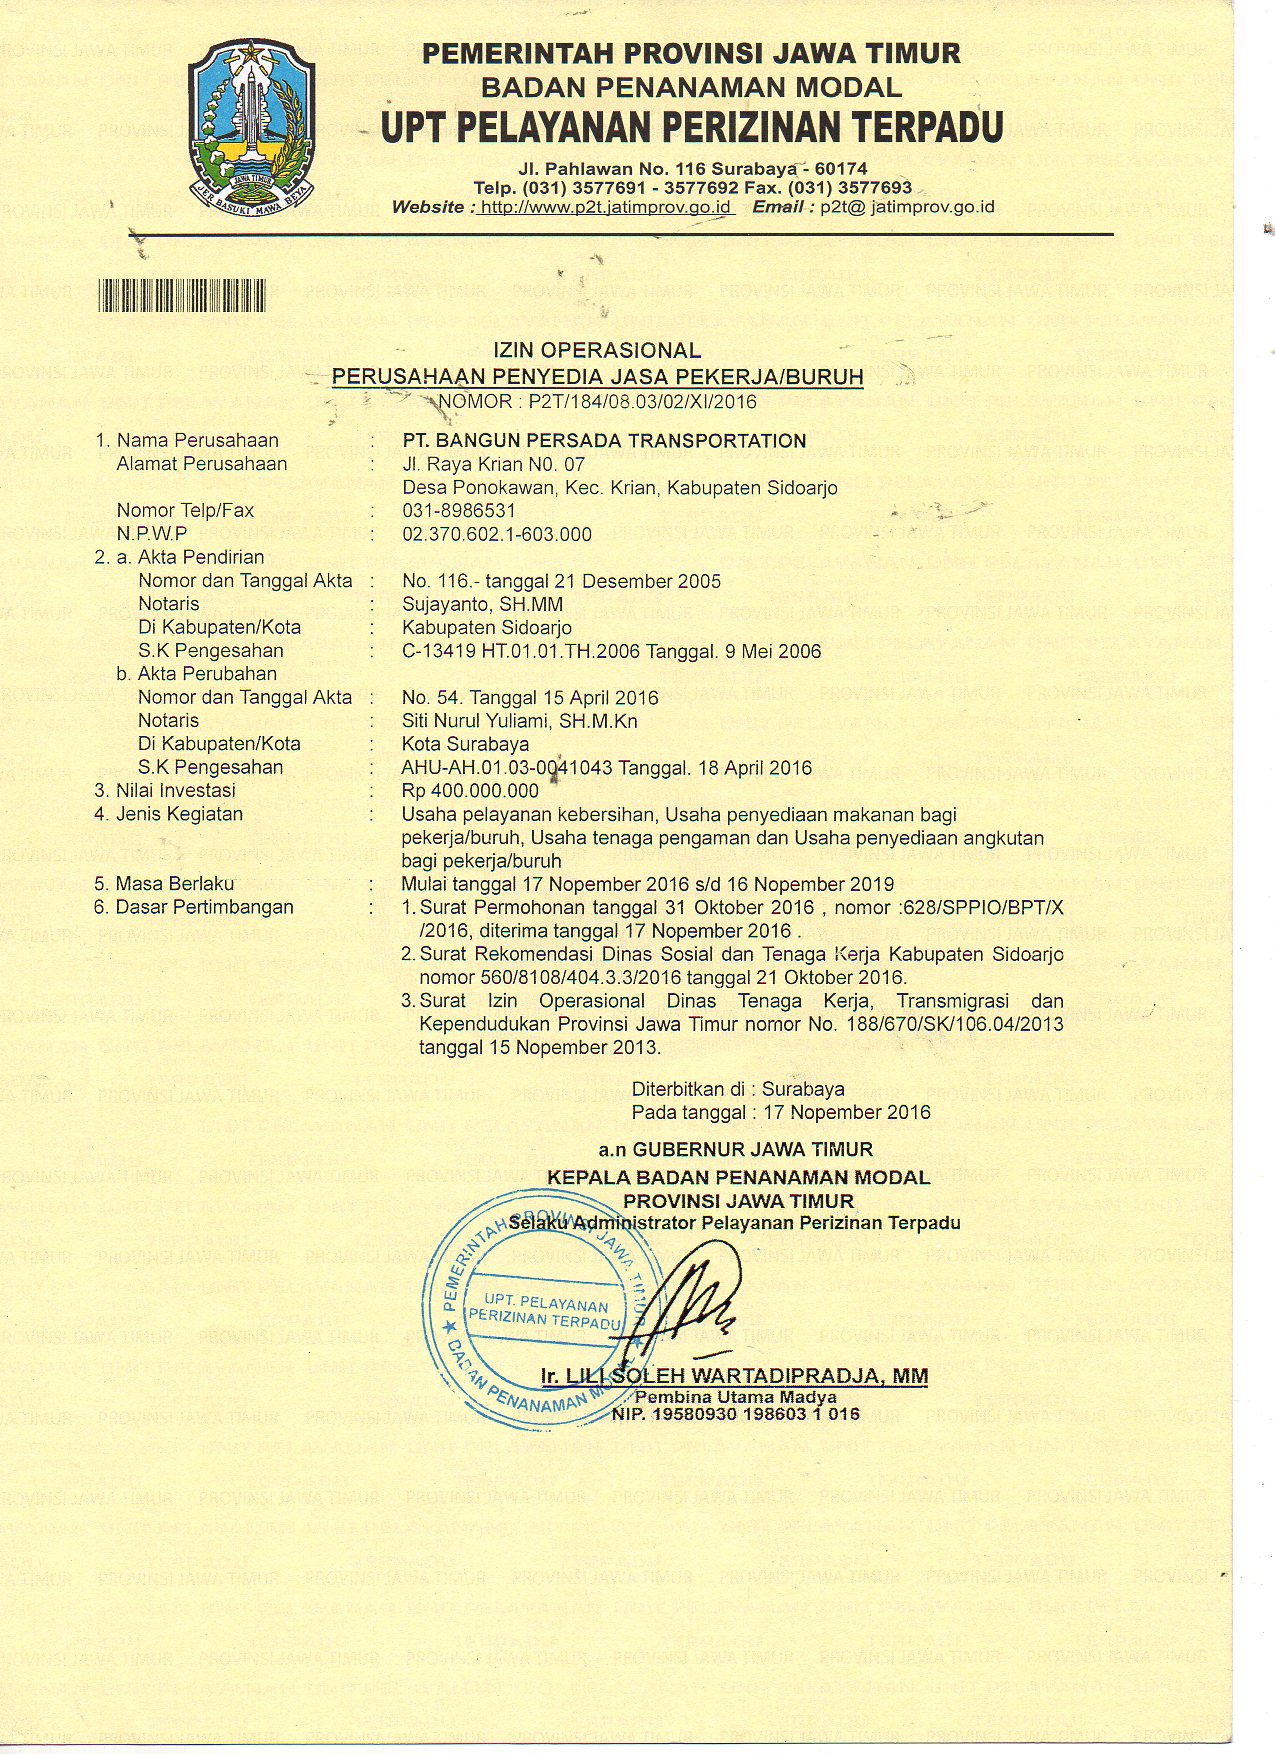 PEMERINTAH PROVINSI JAWA TIMUR
BADAN PENANAMAN MODAL
UPT PELAYANAN PERIZINAN TERPADU
Jl. Pahlawan No. 116 Surabaya - 60174
Telp. (031) 3577691 - 3577692 Fax. (031) 3577693
Website : http://www.p2t.jatimprov.go.id Email : p2t@ jatimprov.go.id
JAWA TIMUR
JER BASUKI MAWA BEYA
IZIN OPERASIONAL
PERUSAHAAN PENYEDIA JASA PEKERJA/BURUH
NOMOR : P2T/184/08.03/02/XI/2016
1. Nama Perusahaan : PT. BANGUN PERSADA TRANSPORTATION
Alamat Perusahaan : Jl. Raya Krian N0. 07
Desa Ponokawan, Kec. Krian, Kabupaten Sidoarjo
Nomor Telp/Fax : 031-8986531
N.P.W.P : 02.370.602.1-603.000
2. a. Akta Pendirian
Nomor dan Tanggal Akta : No. 116.- tanggal 21 Desember 2005
Notaris : Sujayanto, SH.MM
Di Kabupaten/Kota : Kabupaten Sidoarjo
S.K Pengesahan : C-13419 HT.01.01.TH.2006 Tanggal. 9 Mei 2006
b. Akta Perubahan
Nomor dan Tanggal Akta : No. 54. Tanggal 15 April 2016
Notaris : Siti Nurul Yuliami, SH.M.Kn
Di Kabupaten/Kota : Kota Surabaya
S.K Pengesahan : AHU-AH.01.03-0041043 Tanggal. 18 April 2016
3. Nilai Investasi : Rp 400.000.000
4. Jenis Kegiatan : Usaha pelayanan kebersihan, Usaha penyediaan makanan bagi
pekerja/buruh, Usaha tenaga pengaman dan Usaha penyediaan angkutan
bagi pekerja/buruh
5. Masa Berlaku : Mulai tanggal 17 Nopember 2016 s/d 16 Nopember 2019
6. Dasar Pertimbangan : 1. Surat Permohonan tanggal 31 Oktober 2016 , nomor :628/SPPIO/BPT/X
/2016, diterima tanggal 17 Nopember 2016 .
2. Surat Rekomendasi Dinas Sosial dan Tenaga Kerja Kabupaten Sidoarjo
nomor 560/8108/404.3.3/2016 tanggal 21 Oktober 2016.
3. Surat Izin Operasional Dinas Tenaga Kerja, Transmigrasi dan
Kependudukan Provinsi Jawa Timur nomor No. 188/670/SK/106.04/2013
tanggal 15 Nopember 2013.
Diterbitkan di : Surabaya
Pada tanggal : 17 Nopember 2016
a.n GUBERNUR JAWA TIMUR
KEPALA BADAN PENANAMAN MODAL
PROVINSI JAWA TIMUR
Selaku Administrator Pelayanan Perizinan Terpadu
PEMERINTAH PROVINSI JAWA TIMUR
UPT. PELAYANAN
PERIZINAN TERPADU
BADAN PENANAMAN MODAL
Ir. LILI SOLEH WARTADIPRADJA, MM
Pembina Utama Madya
NIP. 19580930 198603 1 016